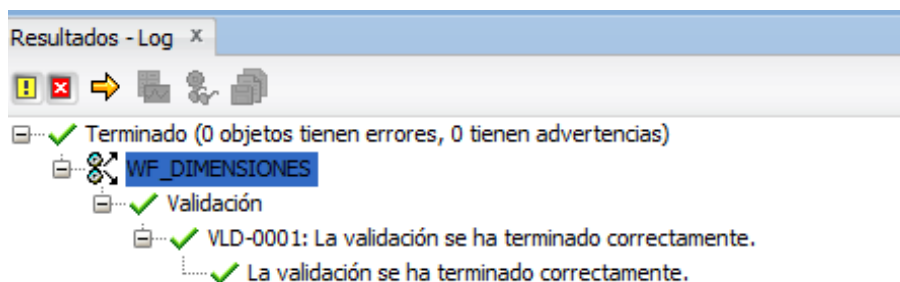 Resultados - Log x
Terminado (0 objetos tienen errores, 0 tienen advertencias)
WF_DIMENSIONES
Validación
VLD-0001: La validación se ha terminado correctamente.
La validación se ha terminado correctamente.